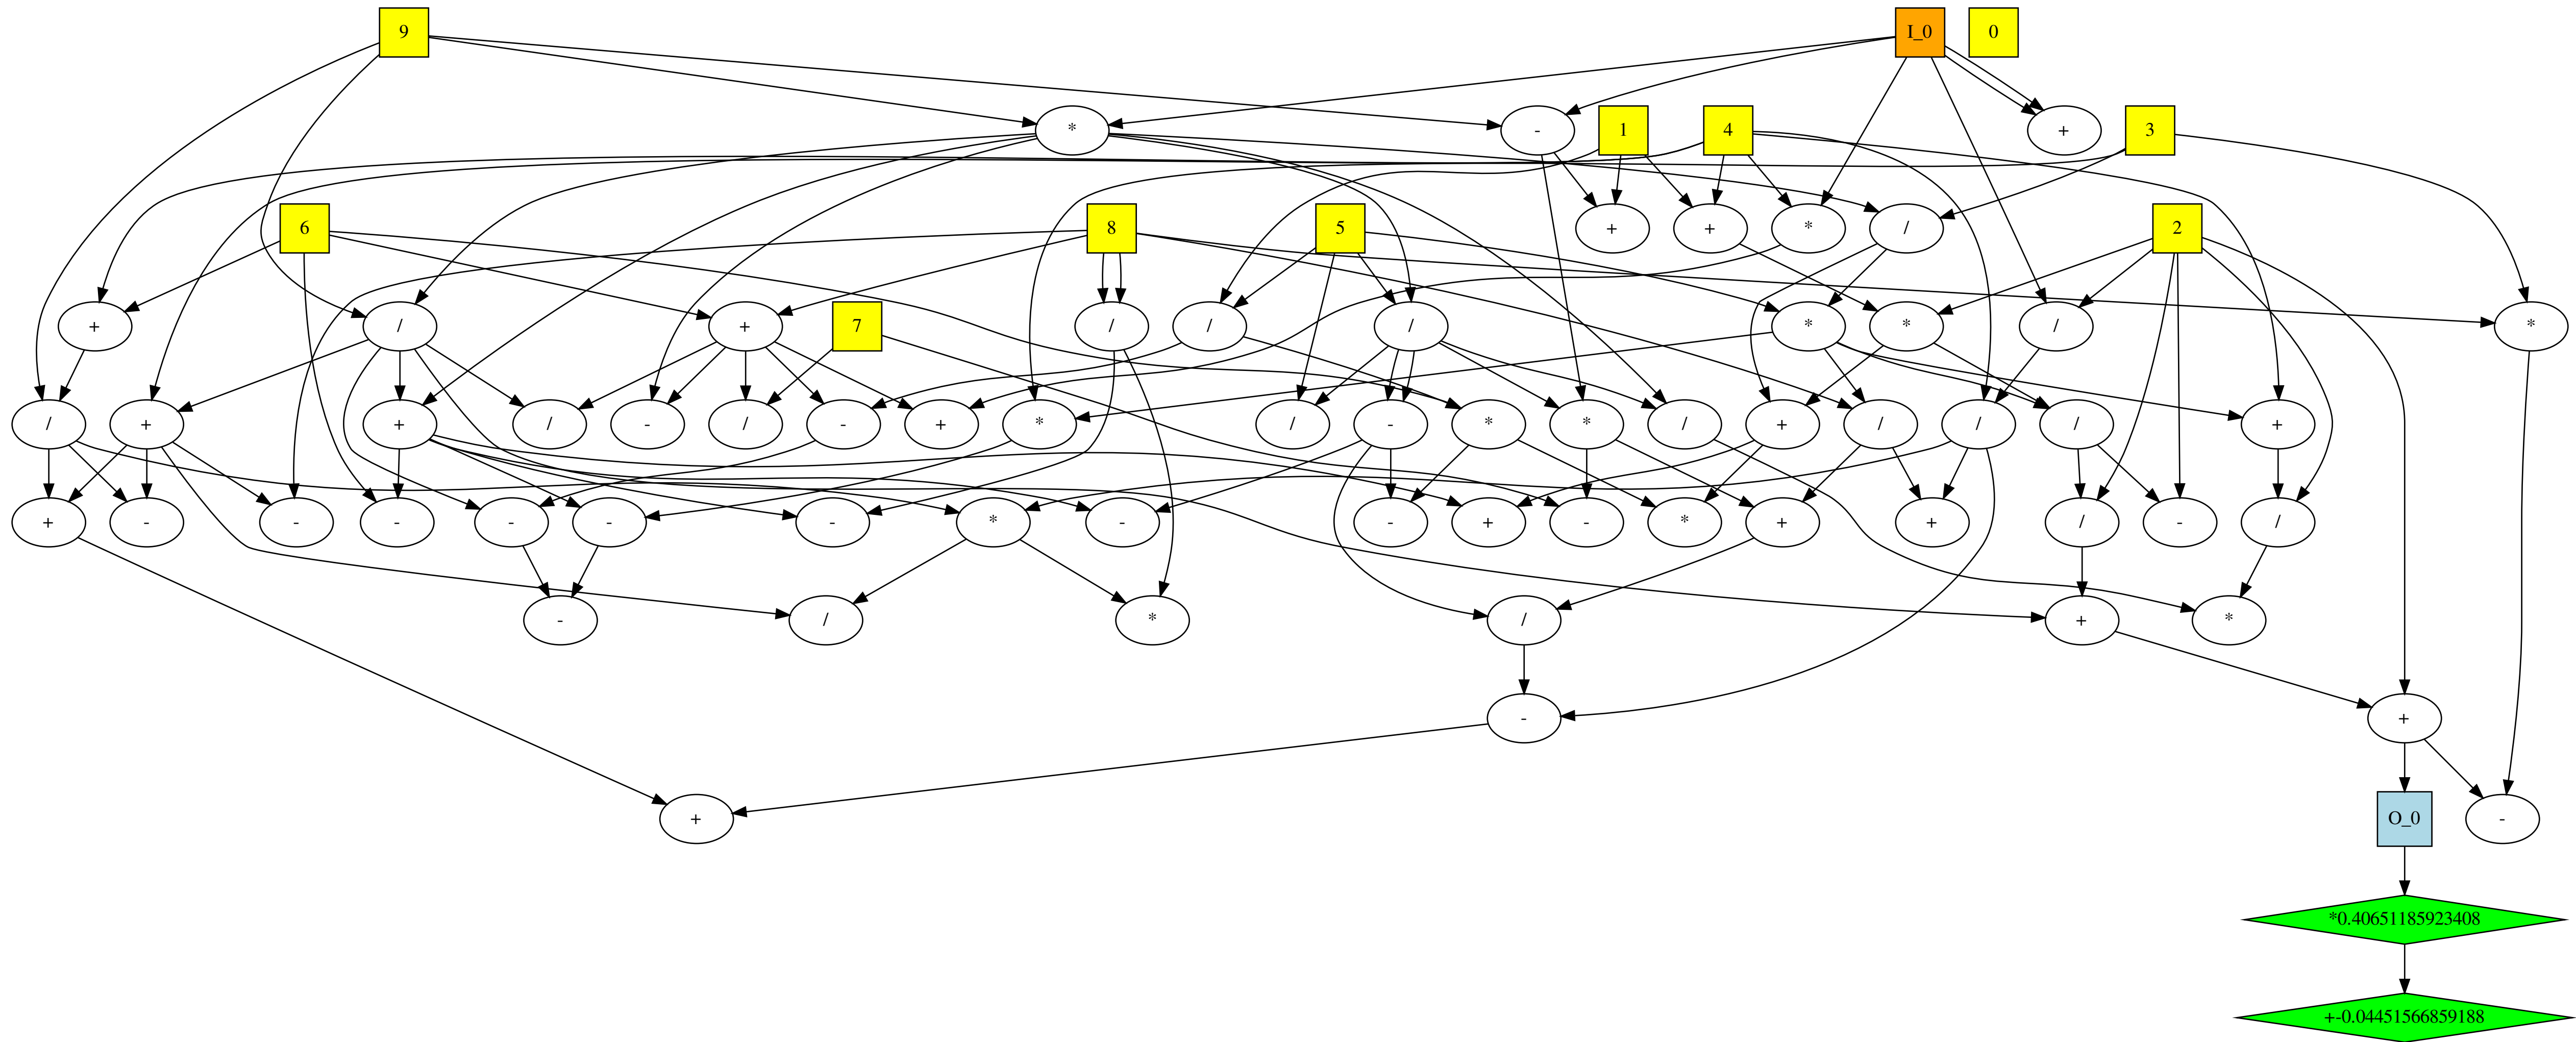 9 I_0 0
* - 1 4 3 +
6 8 5 + + * / 2
+ / + 7 / / / * * / *
/ + + / - / - + * / - * * / + / / / +
+ - - - - - - * - - + - * + + / - /
- / * / + *
- +
+ O_0 -
*0.40651185923408
+-0.04451566859188